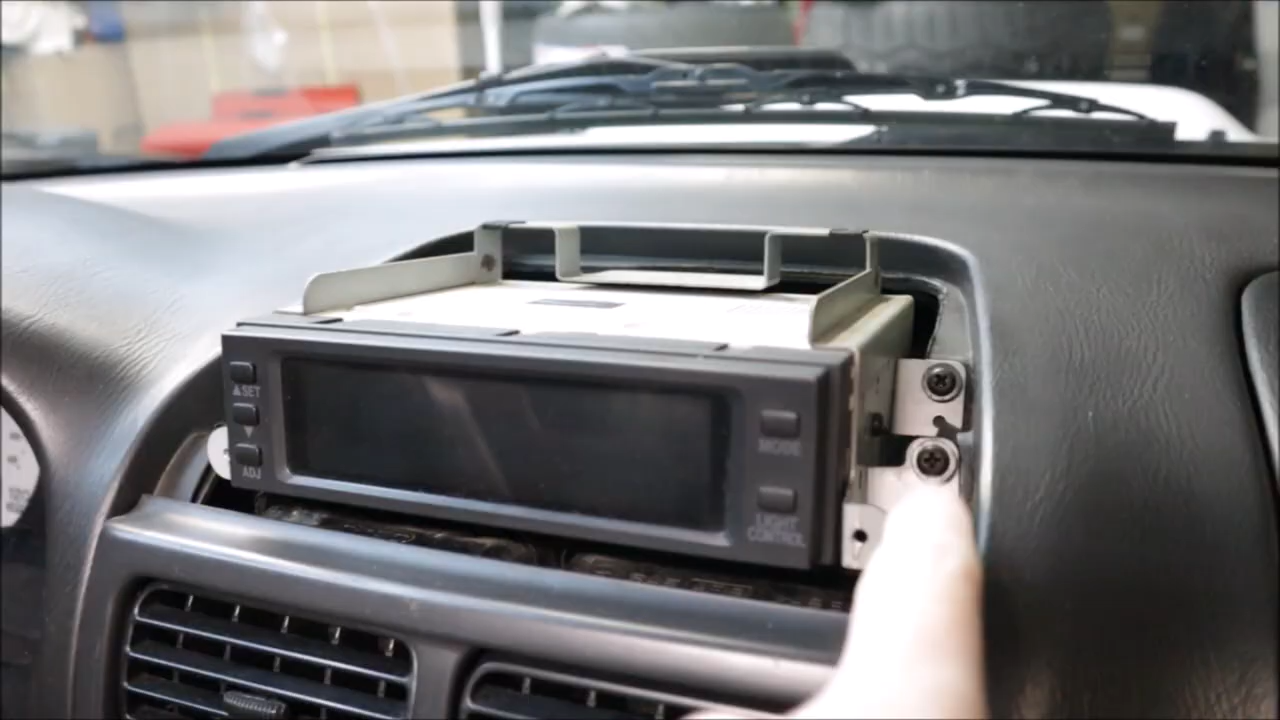 ▲SET
▼
ADJ
MODE
LIGHT
CONTROL